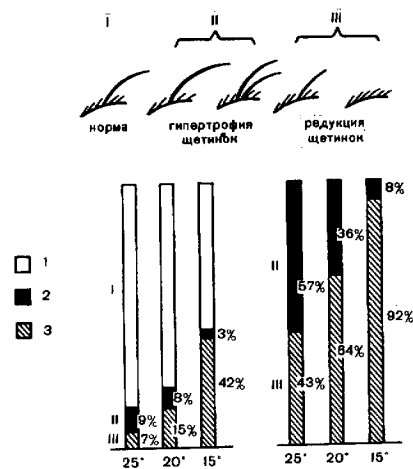 I II III
норма гипертрофия щетинок редукция щетинок
1
2
3
I
II
III
3%
42%
8%
15%
9%
7%
25° 20° 15°
II
III
8%
36%
57%
92%
64%
43%
25° 20° 15°